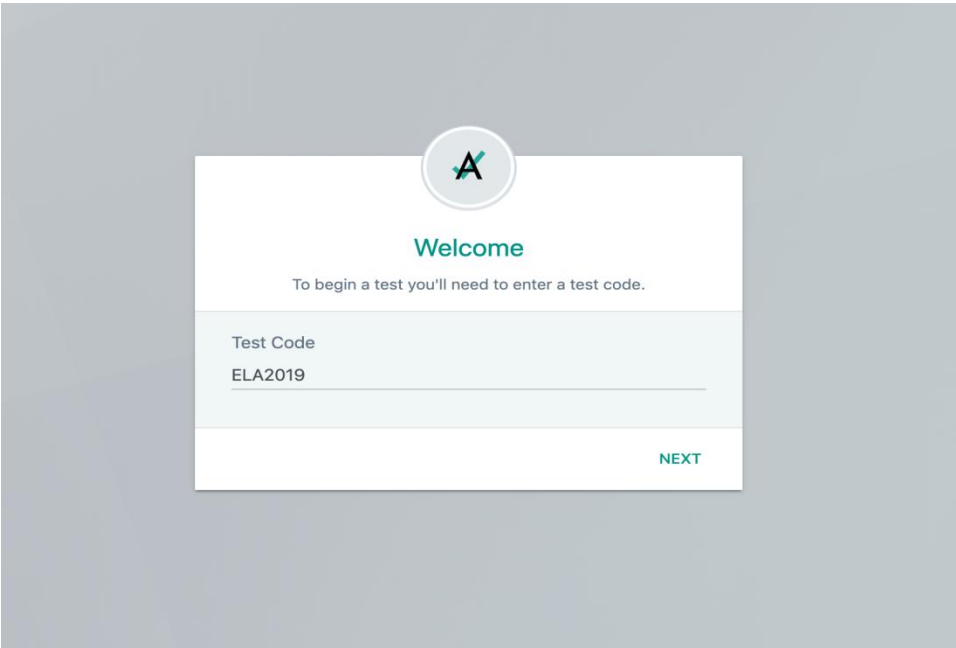 Welcome
To begin a test you'll need to enter a test code.
Test Code
ELA2019
NEXT